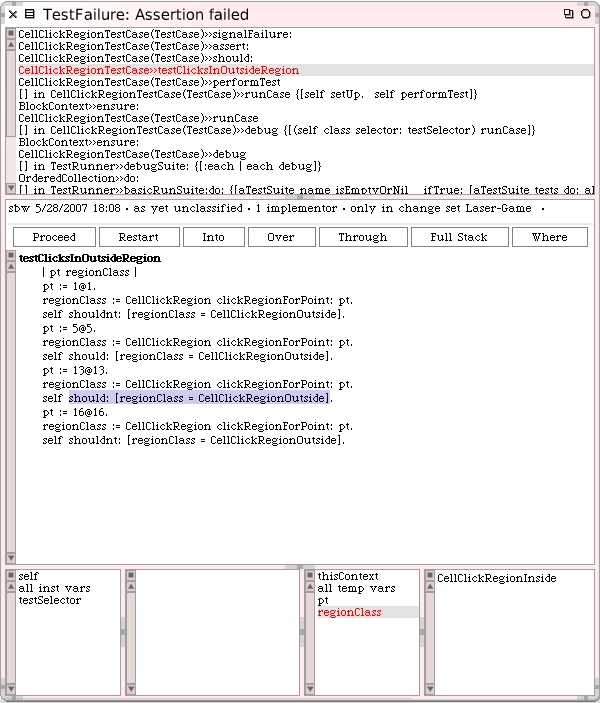 TestFailure: Assertion failed
CellClickRegionTestCase(TestCase)>>signalFailure:
CellClickRegionTestCase(TestCase)>>assert:
CellClickRegionTestCase(TestCase)>>should:
CellClickRegionTestCase>>testClicksInOutsideRegion
CellClickRegionTestCase(TestCase)>>performTest
[] in CellClickRegionTestCase(TestCase)>>runCase {[self setUp. self performTest]}
BlockContext>>ensure:
CellClickRegionTestCase(TestCase)>>runCase
[] in CellClickRegionTestCase(TestCase)>>debug {[(self class selector: testSelector) runCase]}
BlockContext>>ensure:
CellClickRegionTestCase(TestCase)>>debug
[] in TestRunner>>debugSuite: {[:each | each debug]}
OrderedCollection>>do:
[] in TestRunner>>basicRunSuite:do: {[aTestSuite name isEmptyOrNil ifTrue: [aTestSuite tests do: a
sbw 5/28/2007 18:08 · as yet unclassified · 1 implementor · only in change set Laser-Game ·
Proceed Restart Into Over Through Full Stack Where
testClicksInOutsideRegion
| pt regionClass |
pt := 1@1.
regionClass := CellClickRegion clickRegionForPoint: pt.
self shouldnt: [regionClass = CellClickRegionOutside].
pt := 5@5.
regionClass := CellClickRegion clickRegionForPoint: pt.
self should: [regionClass = CellClickRegionOutside].
pt := 13@13.
regionClass := CellClickRegion clickRegionForPoint: pt.
self should: [regionClass = CellClickRegionOutside].
pt := 16@16.
regionClass := CellClickRegion clickRegionForPoint: pt.
self shouldnt: [regionClass = CellClickRegionOutside].
self
all inst vars
testSelector
thisContext
all temp vars
pt
regionClass
CellClickRegionInside